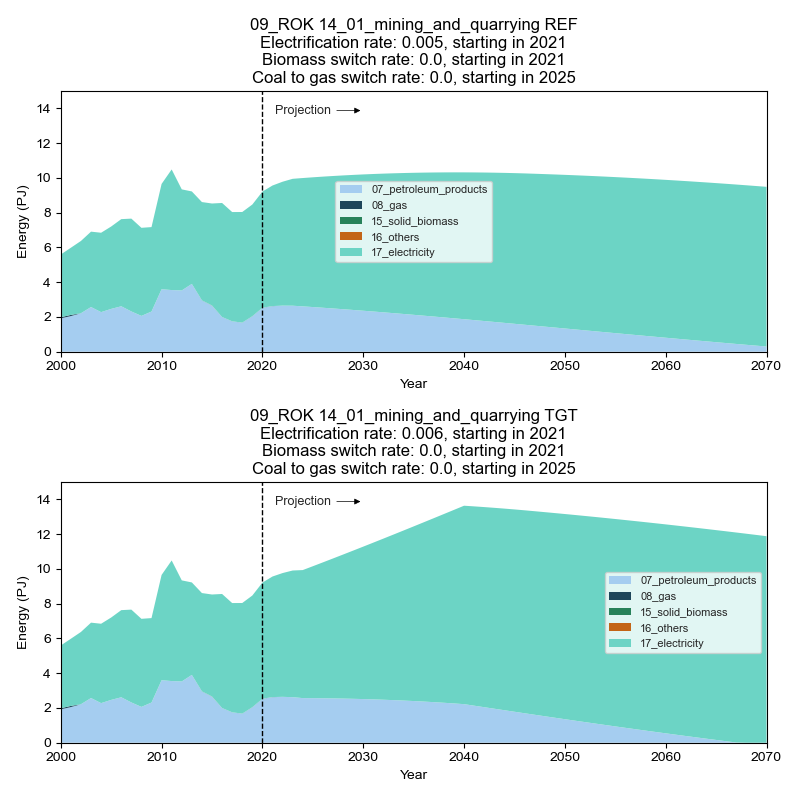 09_ROK 14_01_mining_and_quarrying REF
Electrification rate: 0.005, starting in 2021
Biomass switch rate: 0.0, starting in 2021
Coal to gas switch rate: 0.0, starting in 2025
Projection
14
12
10
8
6
4
2
0
Energy (PJ)
07_petroleum_products
08_gas
15_solid_biomass
16_others
17_electricity
2000 2010 2020 2030 2040 2050 2060 2070
Year
09_ROK 14_01_mining_and_quarrying TGT
Electrification rate: 0.006, starting in 2021
Biomass switch rate: 0.0, starting in 2021
Coal to gas switch rate: 0.0, starting in 2025
Projection
14
12
10
8
6
4
2
0
Energy (PJ)
07_petroleum_products
08_gas
15_solid_biomass
16_others
17_electricity
2000 2010 2020 2030 2040 2050 2060 2070
Year